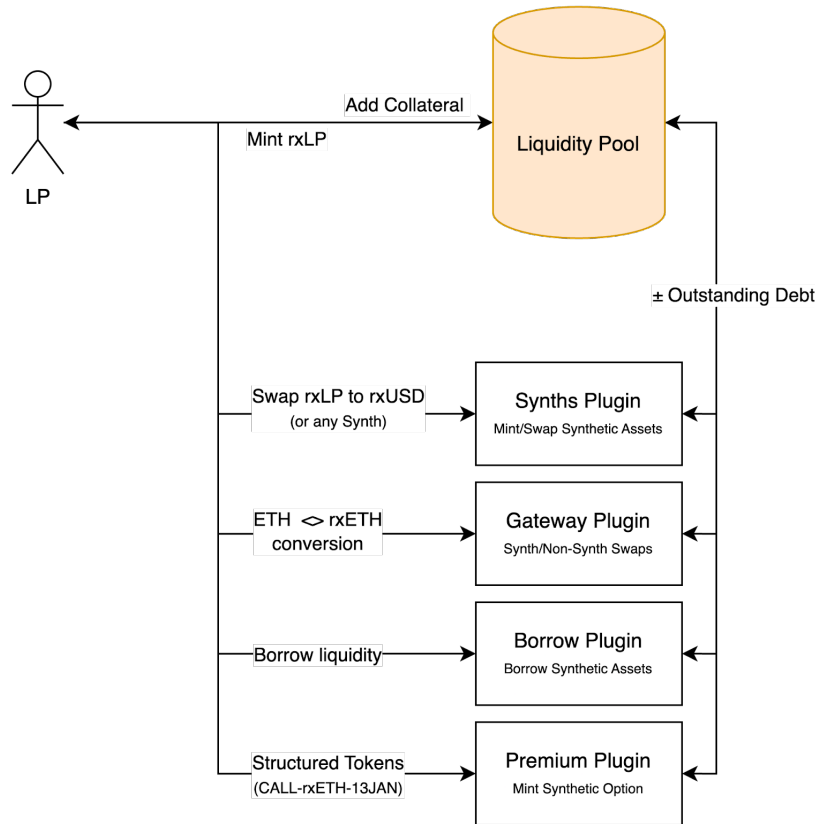 Add Collateral
Liquidity Pool
Mint rxLP
LP
± Outstanding Debt
Swap rxLP to rxUSD
(or any Synth)
Synths Plugin
Mint/Swap Synthetic Assets
ETH <> rxETH
conversion
Gateway Plugin
Synth/Non-Synth Swaps
Borrow liquidity
Borrow Plugin
Borrow Synthetic Assets
Structured Tokens
(CALL-rxETH-13JAN)
Premium Plugin
Mint Synthetic Option